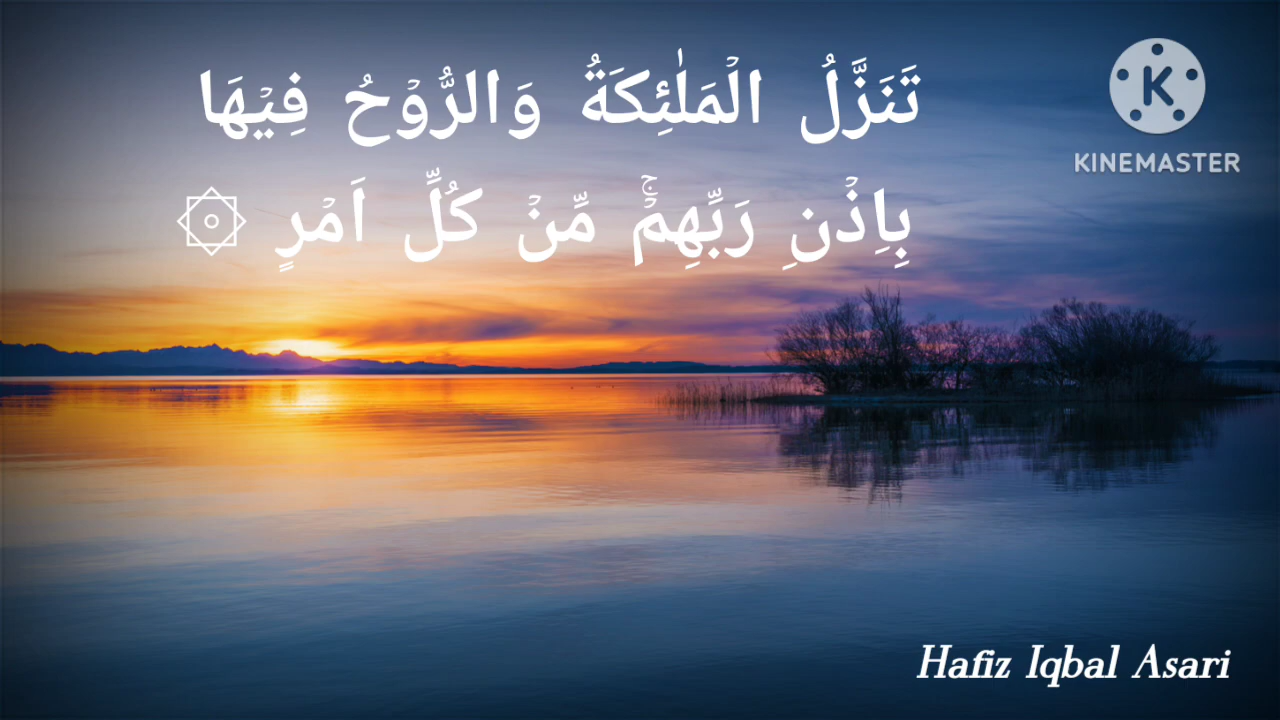 تَنَزَّلُ الۡمَلٰٓئِكَةُ وَالرُّوۡحُ فِيۡهَا
بِاِذۡنِ رَبِّهِمۡ‌ۚ مِّنۡ كُلِّ اَمۡرٍ ۞
KINEMASTER
Hafiz Iqbal Asari